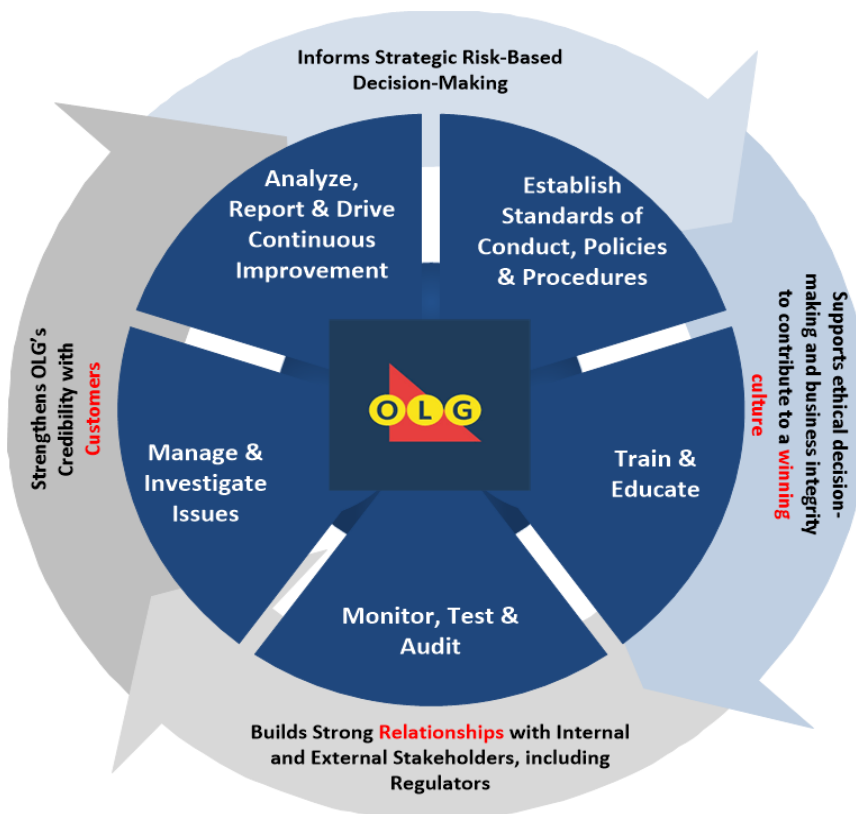 Informs Strategic Risk-Based
Decision-Making
Analyze,
Report & Drive
Continuous
Improvement
Establish
Standards of
Conduct, Policies
& Procedures
Supports ethical decision-
making and business integrity
to contribute to a winning
culture
Strengthens OLG's
Credibility with
Customers
OLG
Manage &
Investigate
Issues
Train &
Educate
Monitor, Test &
Audit
Builds Strong Relationships with Internal
and External Stakeholders, including
Regulators